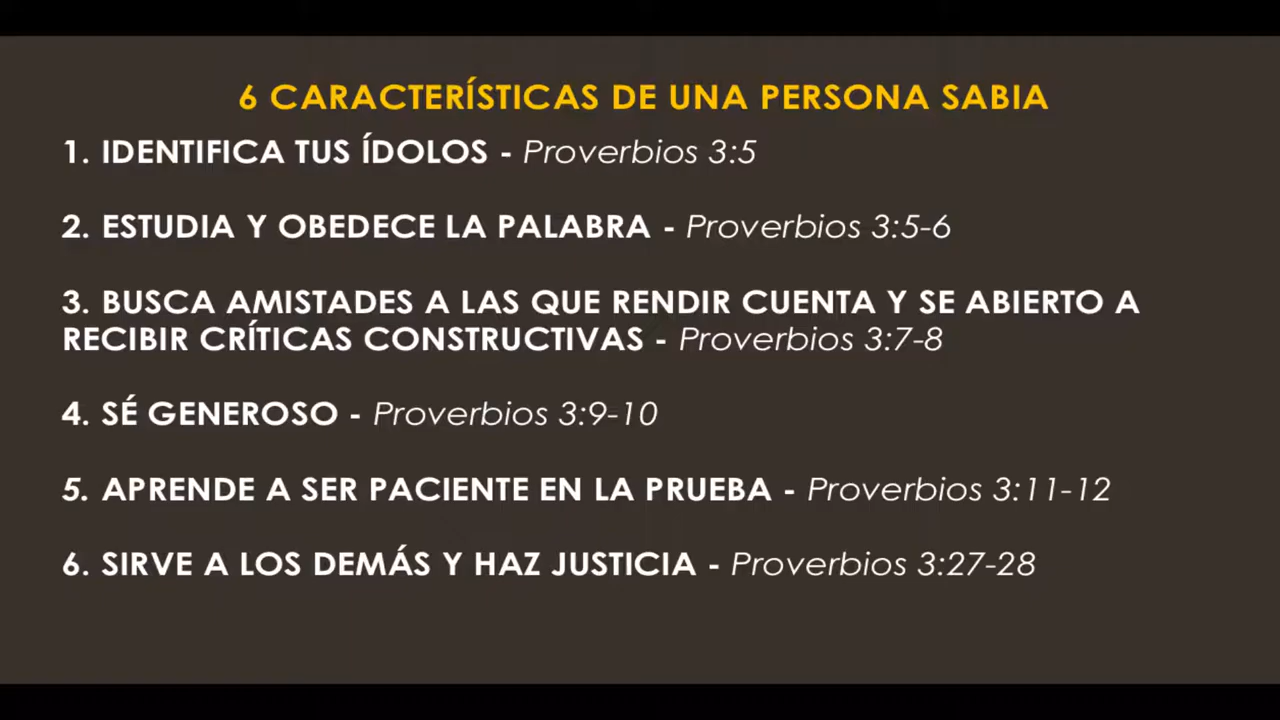 6 CARACTERÍSTICAS DE UNA PERSONA SABIA
1. IDENTIFICA TUS ÍDOLOS - Proverbios 3:5
2. ESTUDIA Y OBEDECE LA PALABRA - Proverbios 3:5-6
3. BUSCA AMISTADES A LAS QUE RENDIR CUENTA Y SE ABIERTO A
RECIBIR CRÍTICAS CONSTRUCTIVAS - Proverbios 3:7-8
4. SÉ GENEROSO - Proverbios 3:9-10
5. APRENDE A SER PACIENTE EN LA PRUEBA - Proverbios 3:11-12
6. SIRVE A LOS DEMÁS Y HAZ JUSTICIA - Proverbios 3:27-28